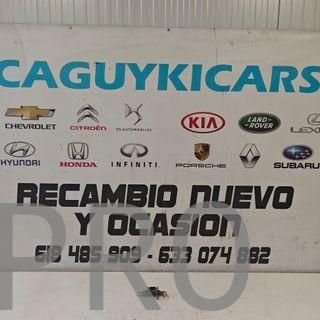 CAGUYKICARS
CHEVROLET CITROËN DS AUTOMOBILES KIA LAND ROVER LEX
HYUNDAI HONDA INFINITI PORSCHE SUBARU
RECAMBIO NUEVO
Y OCASION
618 485 909 - 633 074 882
PRO